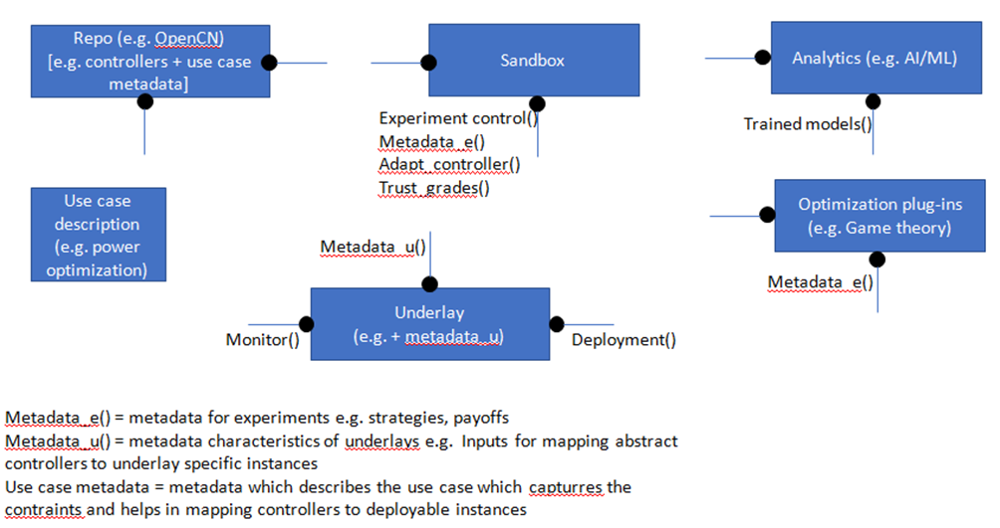 Repo (e.g. OpenCN)
[e.g. controllers + use case
metadata]
Sandbox
Analytics (e.g. AI/ML)
Experiment control()
Metadata_e()
Adapt_controller()
Trust_grades()
Trained models()
Use case
description
(e.g. power
optimization)
Optimization plug-ins
(e.g. Game theory)
Metadata_u()
Metadata_e()
Underlay
(e.g. + metadata_u)
Monitor()
Deployment()
Metadata_e() = metadata for experiments e.g. strategies, payoffs
Metadata_u() = metadata characteristics of underlays e.g. Inputs for mapping abstract
controllers to underlay specific instances
Use case metadata = metadata which describes the use case which capturres the
contraints and helps in mapping controllers to deployable instances